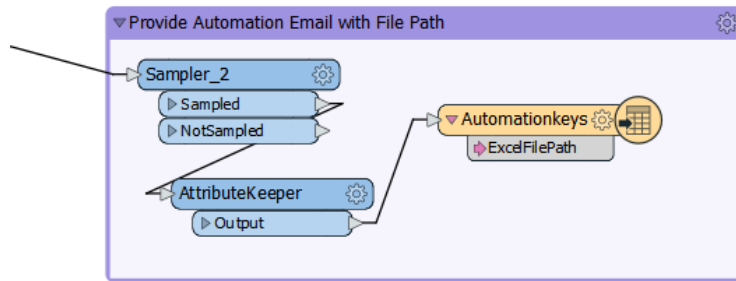 Provide Automation Email with File Path
Sampler_2
Sampled
NotSampled
AttributeKeeper
Output
Automationkeys
ExcelFilePath